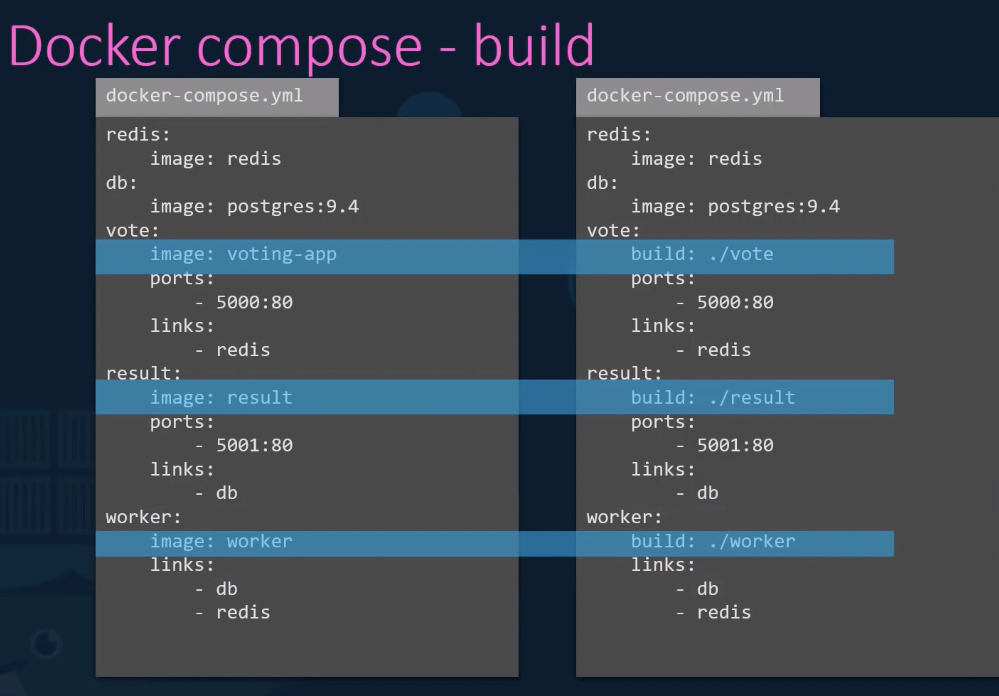 Docker compose - build
docker-compose.yml
redis:
    image: redis
db:
    image: postgres:9.4
vote:
    image: voting-app
    ports:
        - 5000:80
    links:
        - redis
result:
    image: result
    ports:
        - 5001:80
    links:
        - db
worker:
    image: worker
    links:
        - db
        - redis
docker-compose.yml
redis:
    image: redis
db:
    image: postgres:9.4
vote:
    build: ./vote
    ports:
        - 5000:80
    links:
        - redis
result:
    build: ./result
    ports:
        - 5001:80
    links:
        - db
worker:
    build: ./worker
    links:
        - db
        - redis